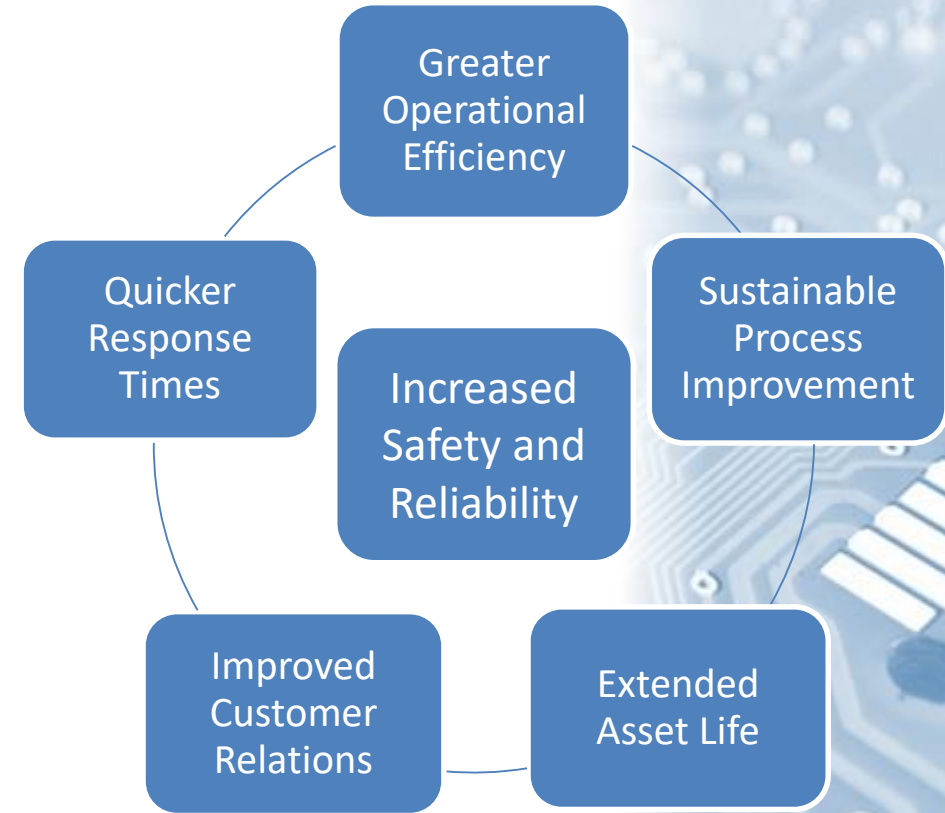 Greater
Operational
Efficiency
Sustainable
Process
Improvement
Extended
Asset Life
Improved
Customer
Relations
Quicker
Response
Times
Increased
Safety and
Reliability